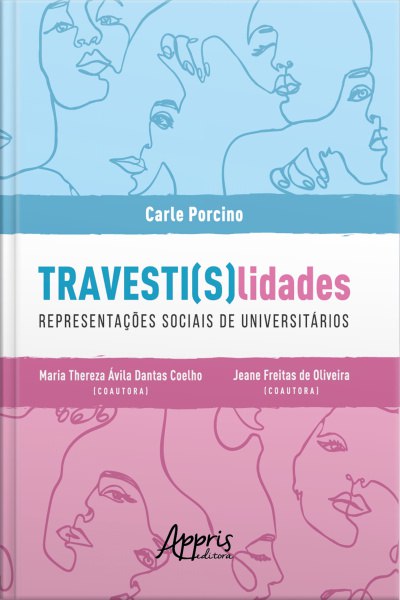 Carle Porcino
TRAVESTI(S)lidades
REPRESENTAÇÕES SOCIAIS DE UNIVERSITÁRIOS
Maria Thereza Ávila Dantas Coelho
(COAUTORA)
Jeane Freitas de Oliveira
(COAUTORA)
Appris
editora